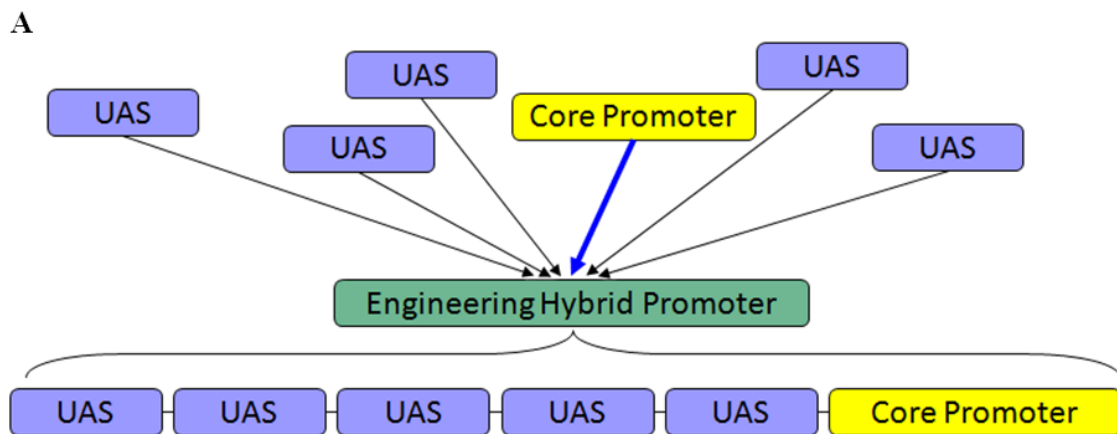 A
UAS
UAS
UAS
Core Promoter
UAS
UAS
Engineering Hybrid Promoter
UAS UAS UAS UAS UAS Core Promoter